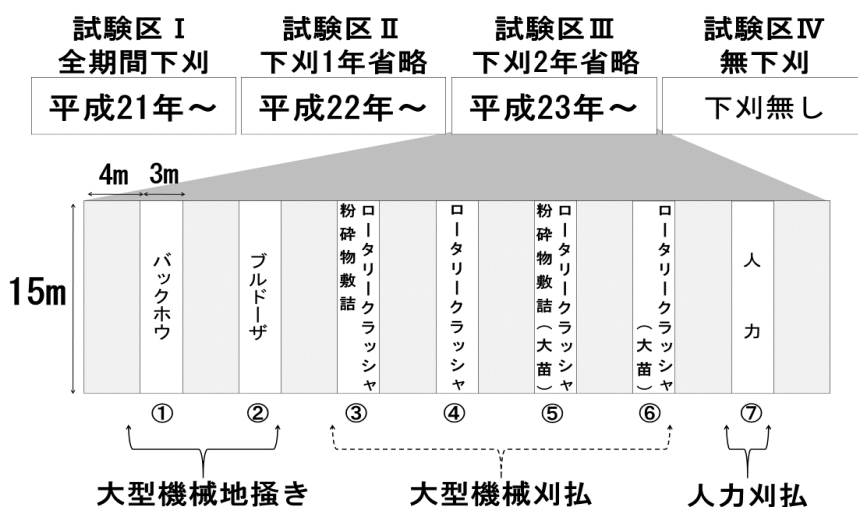 試験区Ⅰ
全期間下刈
平成21年～
試験区Ⅱ
下刈1年省略
平成22年～
試験区Ⅲ
下刈2年省略
平成23年～
試験区Ⅳ
無下刈
下刈無し
4m
3m
15m
バックホウ
ブルドーザ
ロータリークラッシャ
粉砕物敷詰
ロータリークラッシャ
ロータリークラッシャ
粉砕物敷詰（大苗）
ロータリークラッシャ
（大苗）
人力
①
②
③
④
⑤
⑥
⑦
大型機械地掻き
大型機械刈払
人力刈払